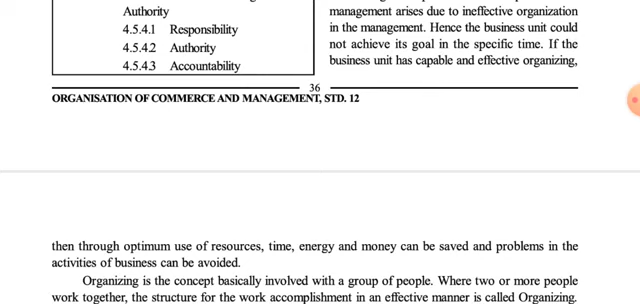 Authority
4.5.4.1 Responsibility
4.5.4.2 Authority
4.5.4.3 Accountability
management arises due to ineffective organization
in the management. Hence the business unit could
not achieve its goal in the specific time. If the
business unit has capable and effective organizing,
36
ORGANISATION OF COMMERCE AND MANAGEMENT, STD. 12
then through optimum use of resources, time, energy and money can be saved and problems in the
activities of business can be avoided.
Organizing is the concept basically involved with a group of people. Where two or more people
work together, the structure for the work accomplishment in an effective manner is called Organizing.